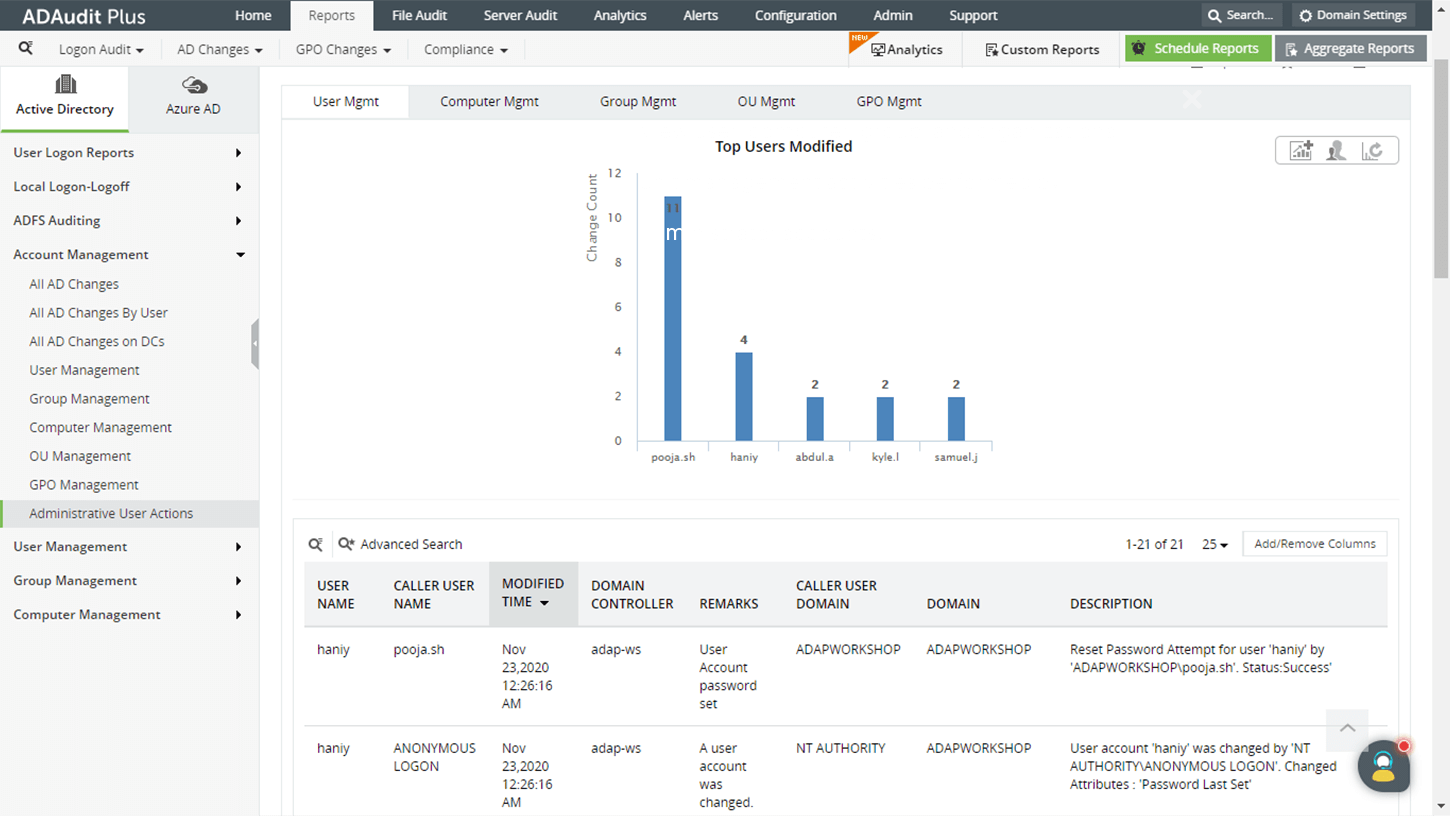 ADAudit Plus
Home Reports File Audit Server Audit Analytics Alerts Configuration Admin Support
Search... Domain Settings
Logon Audit AD Changes GPO Changes Compliance
NEW Analytics Custom Reports Schedule Reports Aggregate Reports
Active Directory
Azure AD
User Logon Reports
Local Logon-Logoff
ADFS Auditing
Account Management
All AD Changes
All AD Changes By User
All AD Changes on DCs
User Management
Group Management
Computer Management
OU Management
GPO Management
Administrative User Actions
User Management
Group Management
Computer Management
User Mgmt Computer Mgmt Group Mgmt OU Mgmt GPO Mgmt
Top Users Modified
Change Count
12
10
8
6
4
2
0
11
m
4
2
2
2
pooja.sh haniy abdul.a kyle.l samuel.j
Advanced Search
1-21 of 21 25 Add/Remove Columns
USER NAME
CALLER USER NAME
MODIFIED TIME
DOMAIN CONTROLLER
REMARKS
CALLER USER DOMAIN
DOMAIN
DESCRIPTION
haniy
pooja.sh
Nov
23,2020
12:26:16
AM
adap-ws
User
Account
password
set
ADAPWORKSHOP
ADAPWORKSHOP
Reset Password Attempt for user 'haniy' by
'ADAPWORKSHOP\pooja.sh'. Status:Success'
haniy
ANONYMOUS
LOGON
Nov
23,2020
12:26:16
AM
adap-ws
A user
account
was
changed.
NT AUTHORITY
ADAPWORKSHOP
User account 'haniy' was changed by 'NT
AUTHORITY\ANONYMOUS LOGON'. Changed
Attributes : 'Password Last Set'